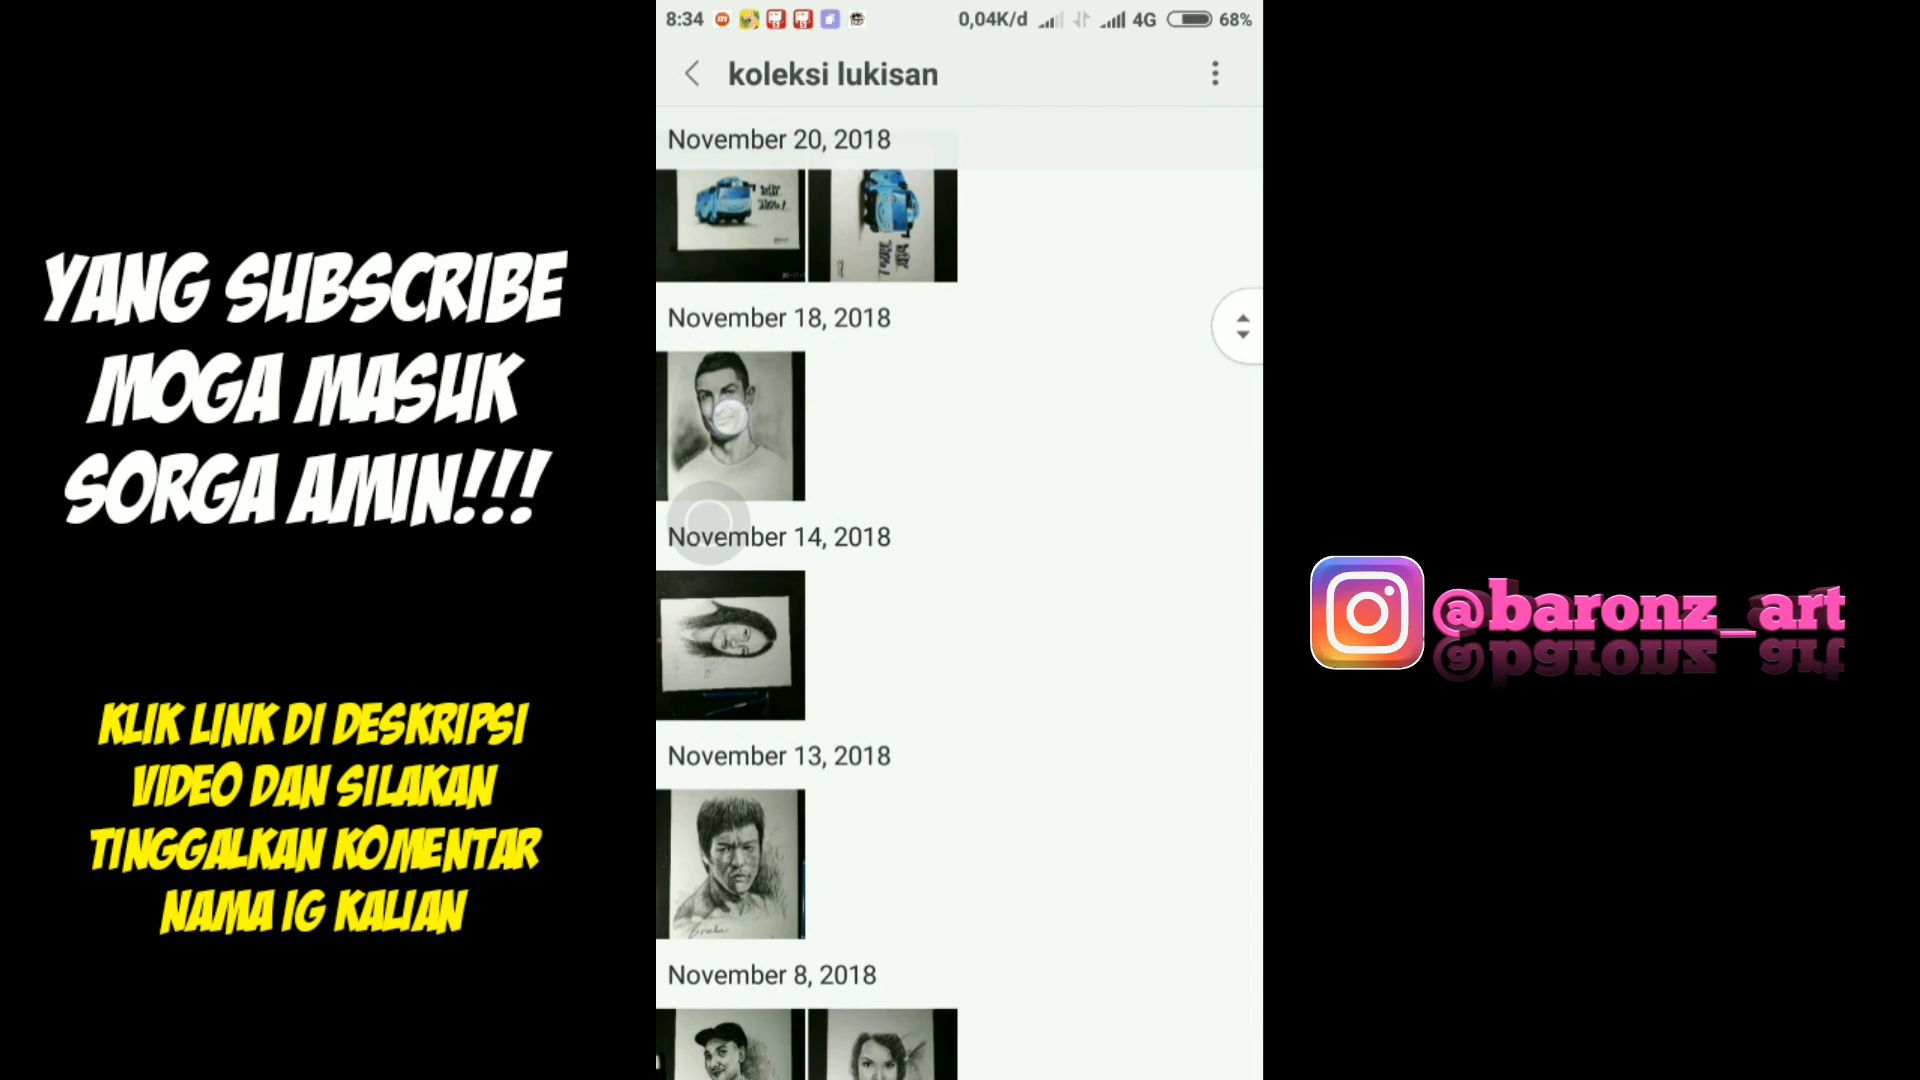 YANG SUBSCRIBE
MOGA MASUK
SORGA AMIN!!!
KLIK LINK DI DESKRIPSI
VIDEO DAN SILAKAN
TINGGALKAN KOMENTAR
NAMA IG KALIAN
8:34 0,04K/d 4G 68%
koleksi lukisan
November 20, 2018
November 18, 2018
November 14, 2018
November 13, 2018
November 8, 2018
@baronz_art